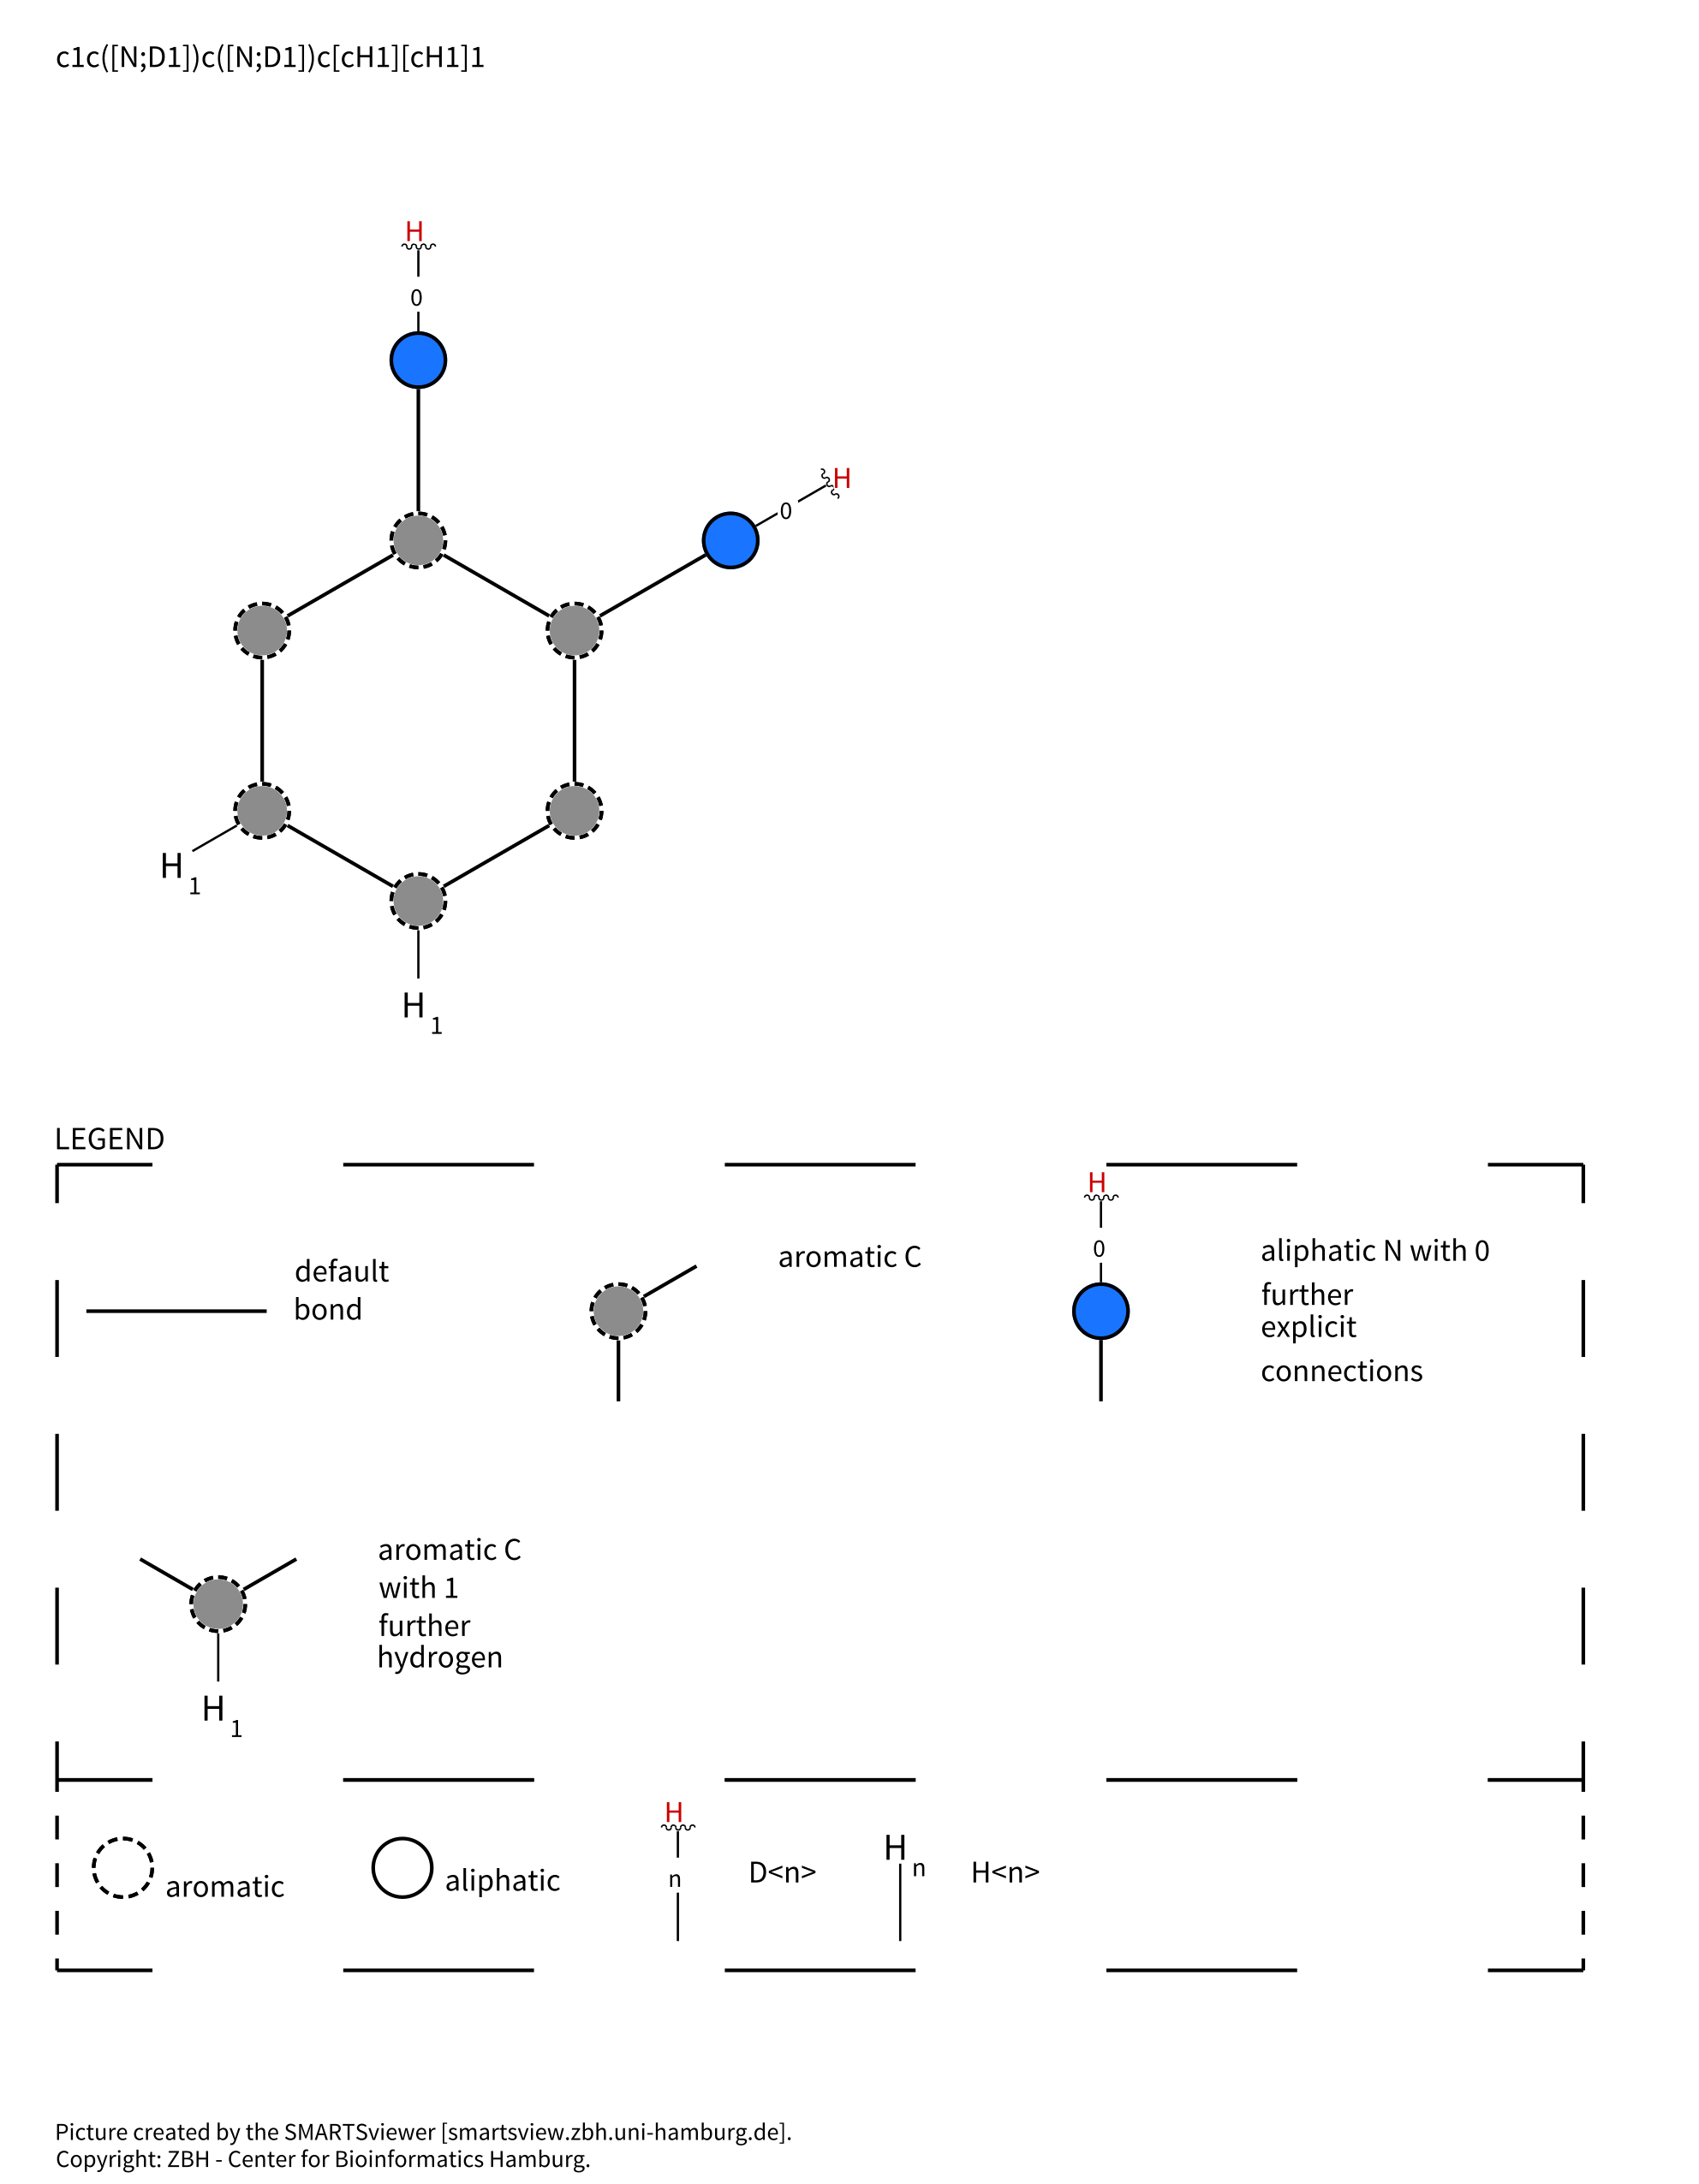 c1c([N;D1])c([N;D1])c[cH1][cH1]1
H
0
H
0
H 1
H 1
LEGEND
default
bond
aromatic C
H
0
aliphatic N with 0
further
explicit
connections
aromatic C
with 1
further
hydrogen
H 1
aromatic
aliphatic
H
n
D<n>
H n
H<n>
Picture created by the SMARTSviewer [smartsview.zbh.uni-hamburg.de].
Copyright: ZBH - Center for Bioinformatics Hamburg.